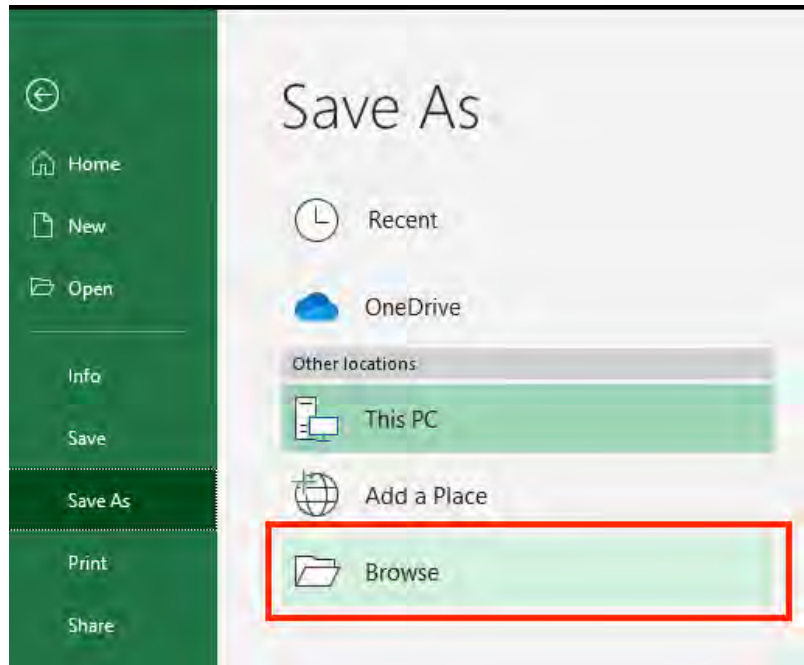 Home
New
Open
Info
Save
Save As
Print
Share
Save As
Recent
OneDrive
Other locations
This PC
Add a Place
Browse